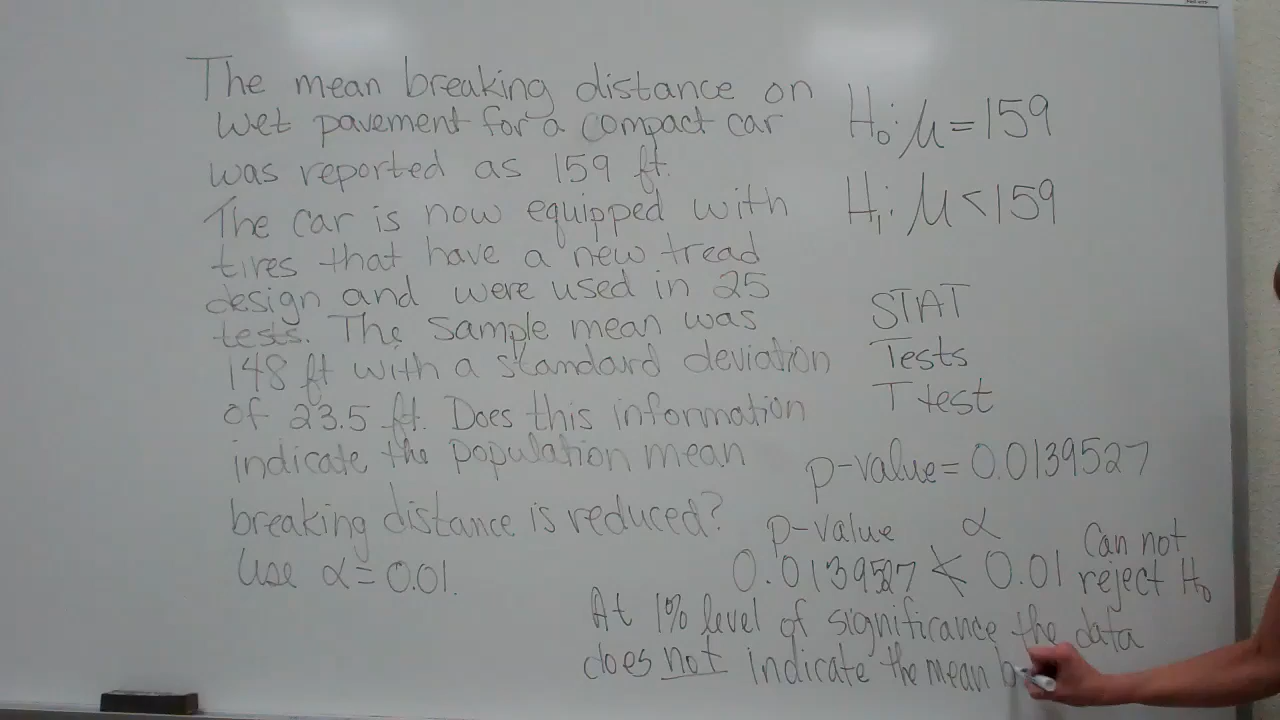 The mean breaking distance on
wet pavement for a compact car
was reported as 159 ft.
The car is now equipped with
tires that have a new tread
design and were used in 25
tests. The sample mean was
148 ft with a standard deviation
of 23.5 ft. Does this information
indicate the population mean
breaking distance is reduced?
Use α = 0.01.
H₀: μ = 159
H₁: μ < 159
STAT
Tests
T test
p-value = 0.0139527
p-value α
0.0139527 ≮ 0.01 Can not
reject H₀
At 1% level of significance the data
does not indicate the mean b